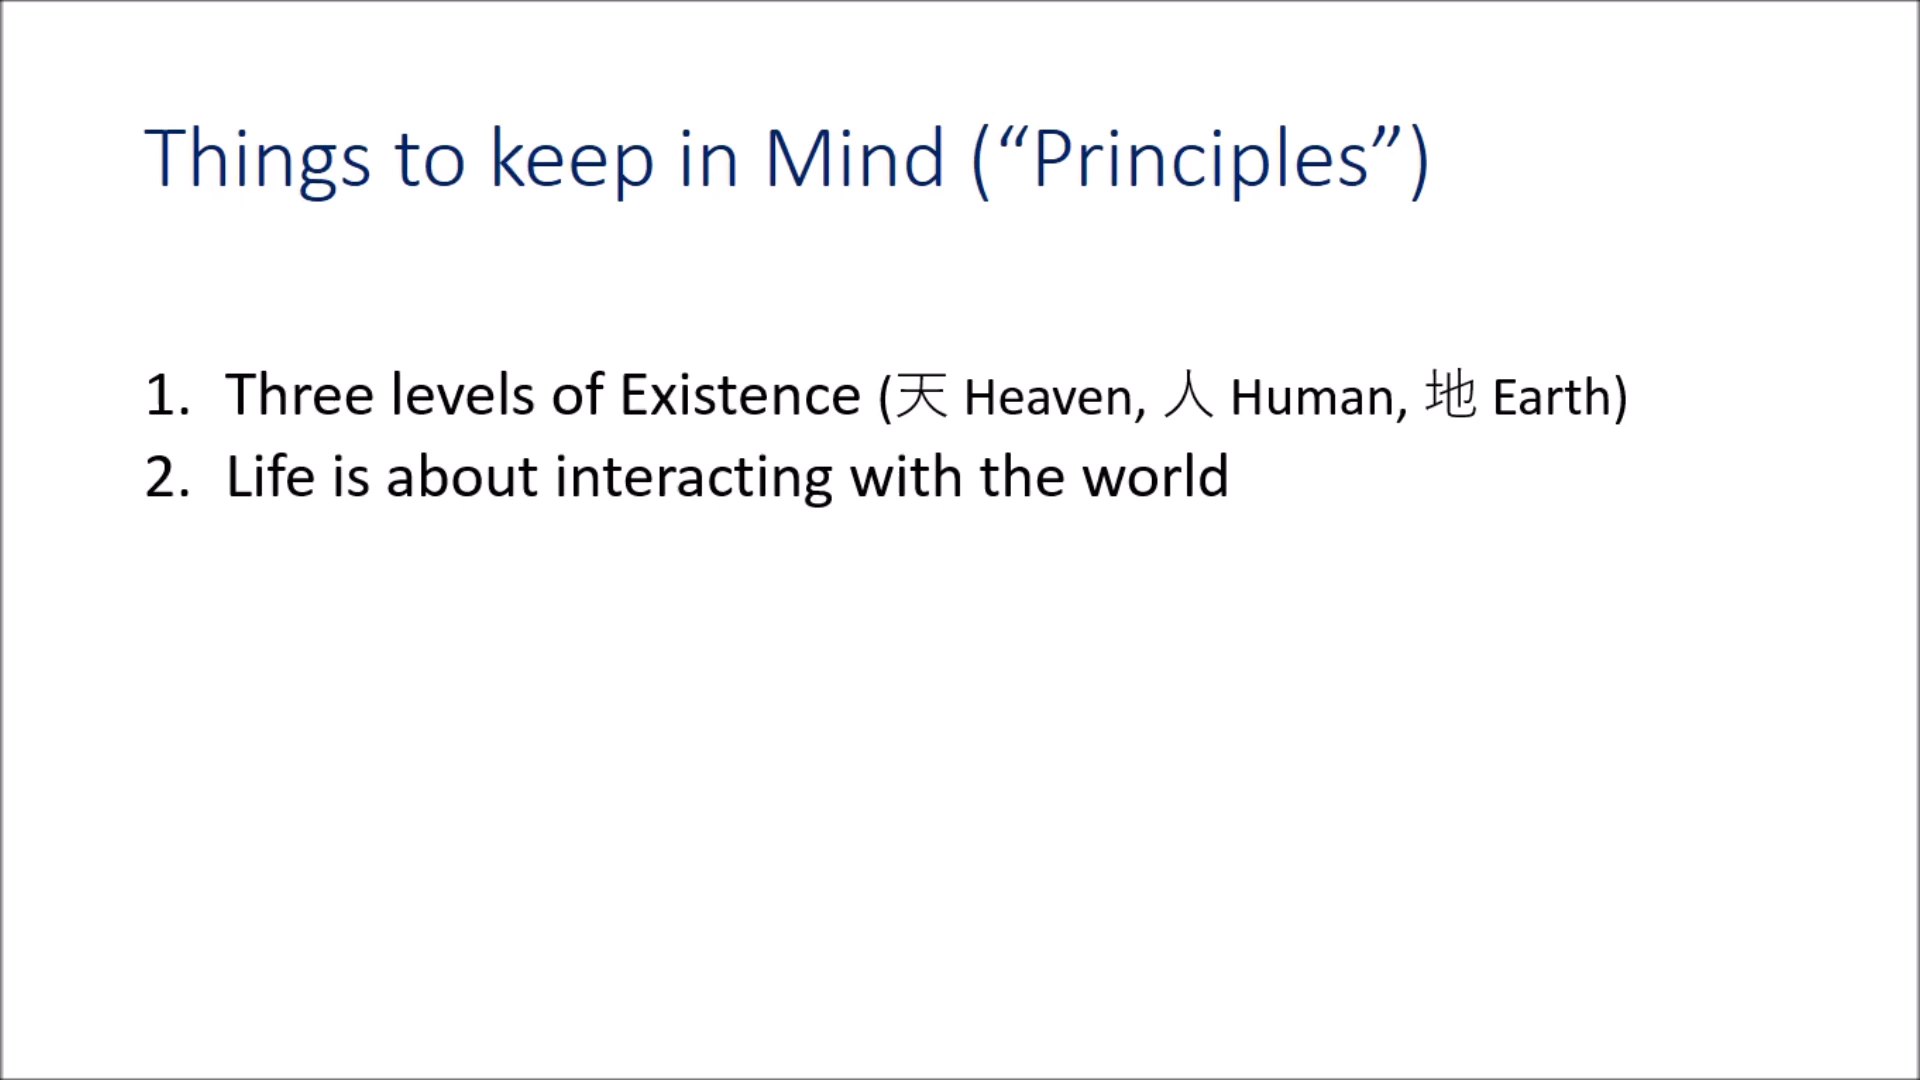 Things to keep in Mind (“Principles”)
1. Three levels of Existence (天 Heaven, 人 Human, 地 Earth)
2. Life is about interacting with the world